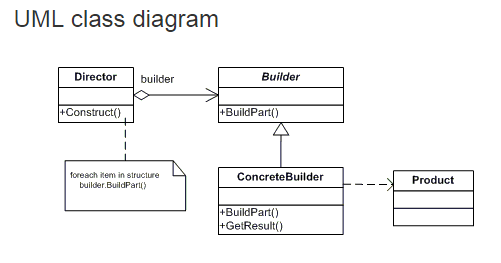 UML class diagram
Director
builder
Builder
+Construct()
+BuildPart()
foreach item in structure
builder.BuildPart()
ConcreteBuilder
Product
+BuildPart()
+GetResult()